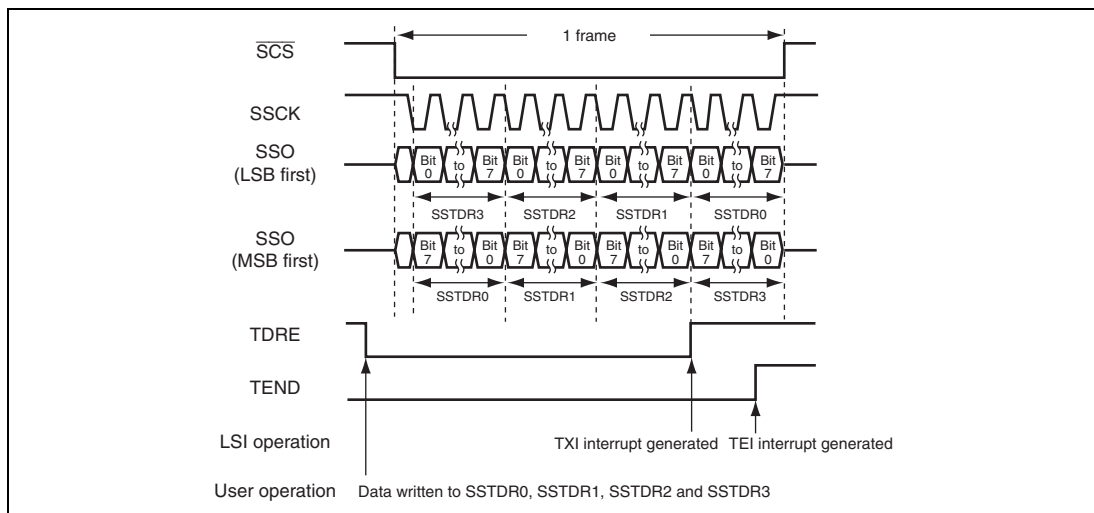 1 frame
SCS
SSCK
SSO
(LSB first)
Bit 0 to Bit 7 Bit 0 to Bit 7 Bit 0 to Bit 7 Bit 0 to Bit 7
SSTDR3 SSTDR2 SSTDR1 SSTDR0
SSO
(MSB first)
Bit 7 to Bit 0 Bit 7 to Bit 0 Bit 7 to Bit 0 Bit 7 to Bit 0
SSTDR0 SSTDR1 SSTDR2 SSTDR3
TDRE
TEND
LSI operation TXI interrupt generated TEI interrupt generated
User operation Data written to SSTDR0, SSTDR1, SSTDR2 and SSTDR3